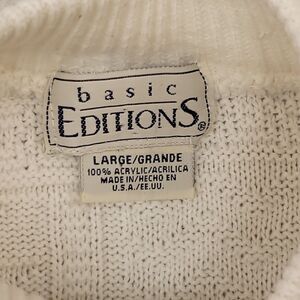 basic
EDITIONS®
LARGE/GRANDE
100% ACRYLIC/ACRILICA
MADE IN/HECHO EN
U.S.A./EE.UU.